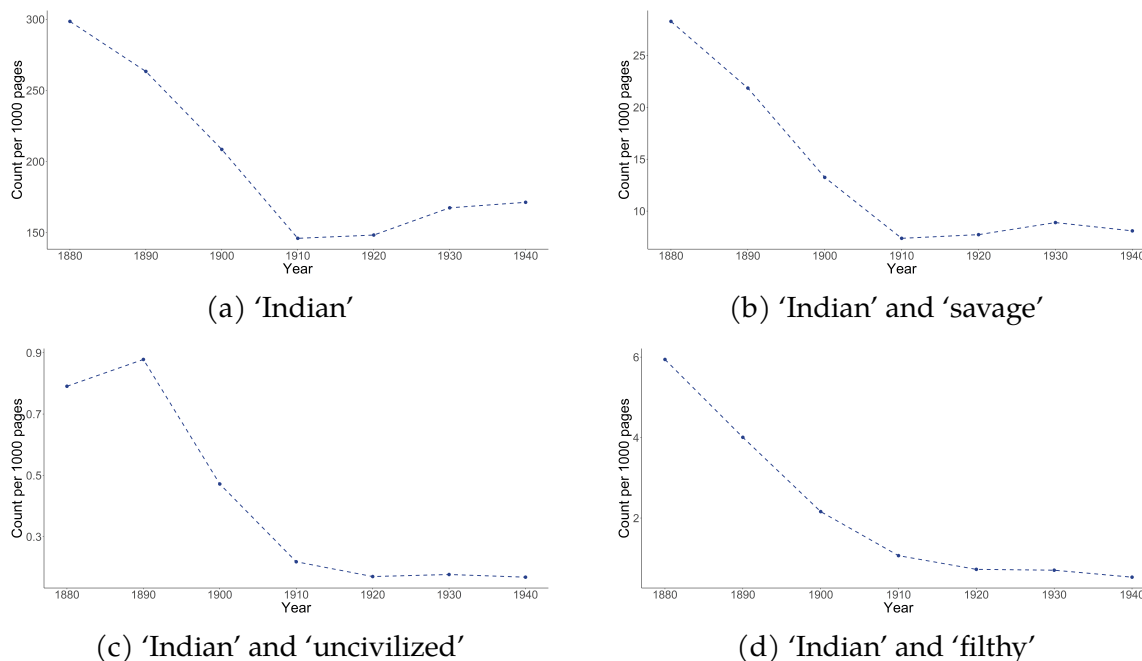 300
250
200
150
Count per 1000 pages
1880 1890 1900 1910 1920 1930 1940
Year
(a) ‘Indian’
25
20
15
10
Count per 1000 pages
1880 1890 1900 1910 1920 1930 1940
Year
(b) ‘Indian’ and ‘savage’
0.9
0.7
0.5
0.3
Count per 1000 pages
1880 1890 1900 1910 1920 1930 1940
Year
(c) ‘Indian’ and ‘uncivilized’
6
4
2
Count per 1000 pages
1880 1890 1900 1910 1920 1930 1940
Year
(d) ‘Indian’ and ‘filthy’